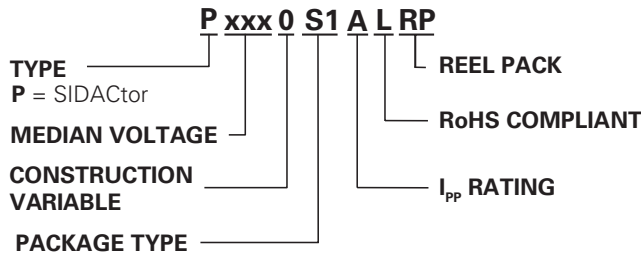 P xxx 0 S1 A L RP
TYPE
P = SIDACtor
MEDIAN VOLTAGE
CONSTRUCTION
VARIABLE
PACKAGE TYPE
REEL PACK
RoHS COMPLIANT
IPP RATING